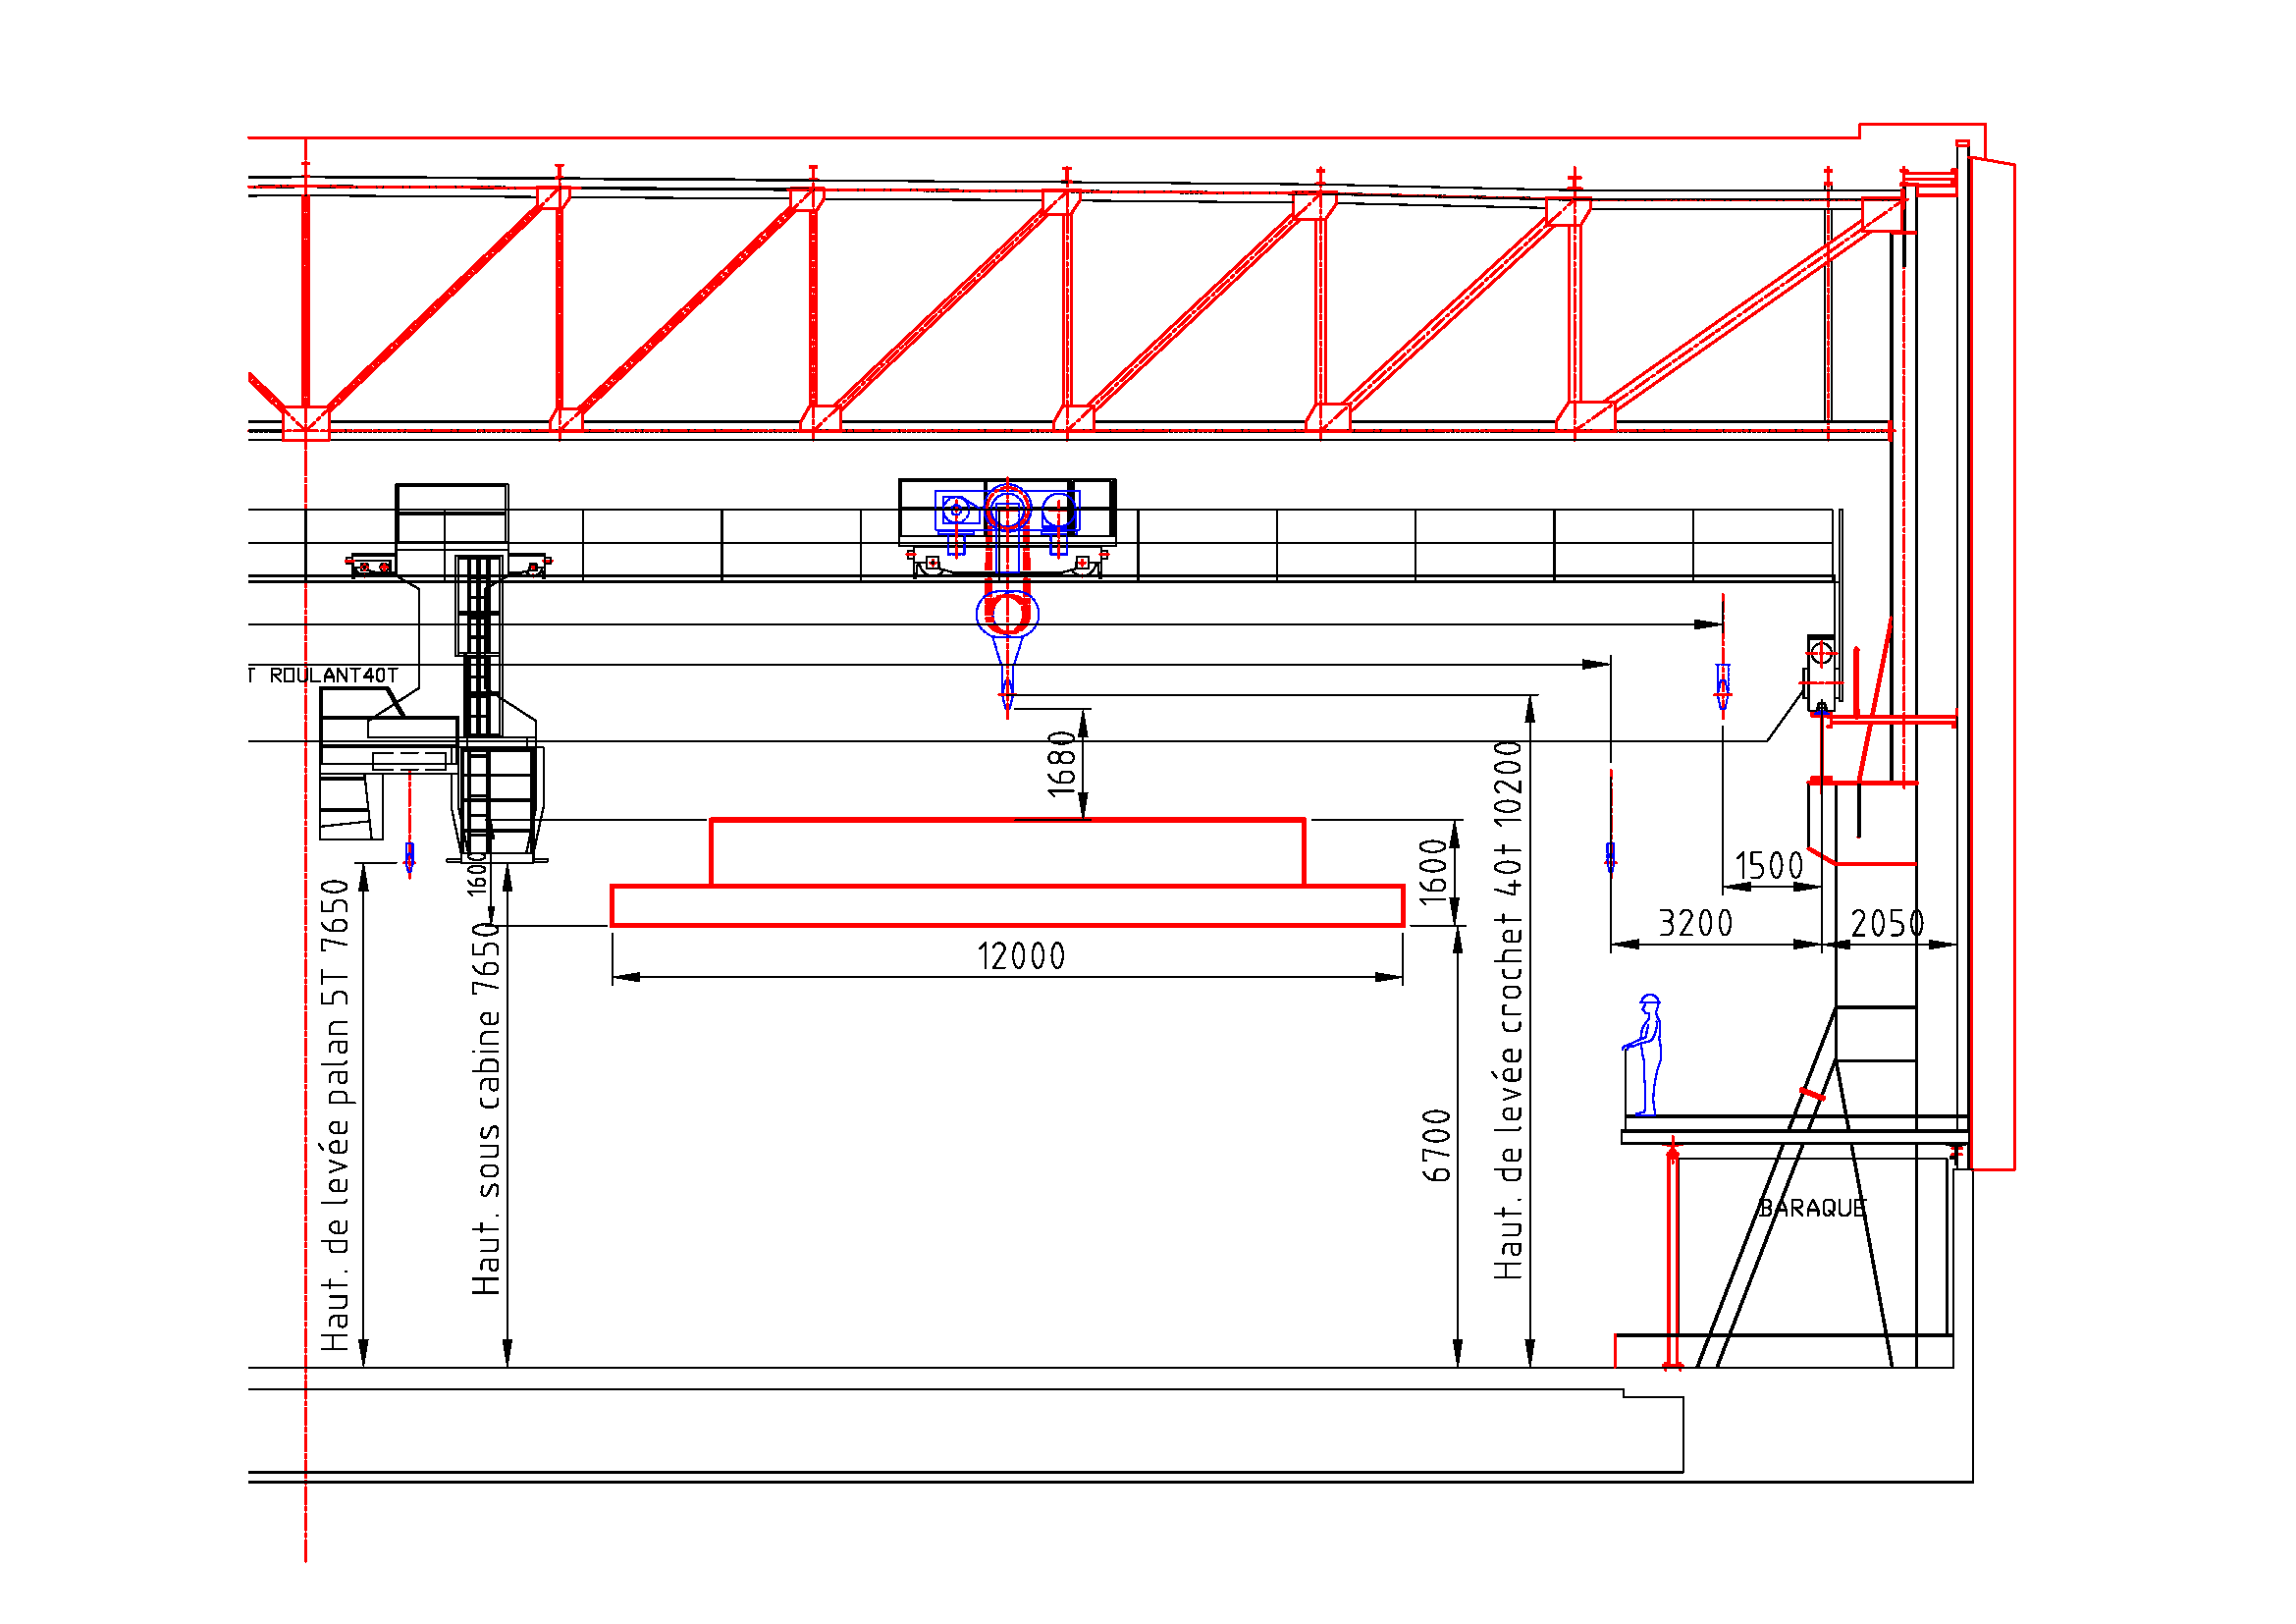 T ROULANT40T
1680
1600
1600
1500
3200
2050
12000
Haut. de levée palan 5T 7650
Haut. sous cabine 7650
Haut. de levée crochet 40t 10200
6700
BARAQUE